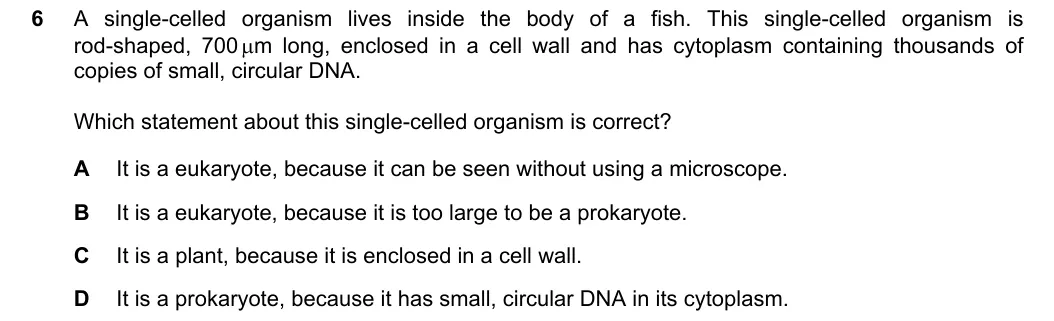 6 A single-celled organism lives inside the body of a fish. This single-celled organism is
rod-shaped, 700 μm long, enclosed in a cell wall and has cytoplasm containing thousands of
copies of small, circular DNA.
Which statement about this single-celled organism is correct?
A It is a eukaryote, because it can be seen without using a microscope.
B It is a eukaryote, because it is too large to be a prokaryote.
C It is a plant, because it is enclosed in a cell wall.
D It is a prokaryote, because it has small, circular DNA in its cytoplasm.